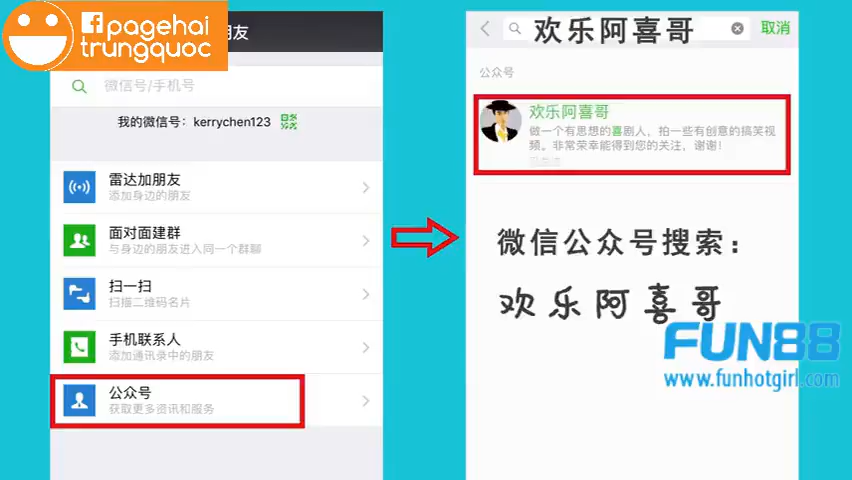 pagehai
trungquoc
朋友
微信号/手机号
我的微信号：kerrychen123
雷达加朋友
添加身边的朋友
面对面建群
与身边的朋友进入同一个群聊
扫一扫
扫描二维码名片
手机联系人
添加通讯录中的朋友
公众号
获取更多资讯和服务
欢乐阿喜哥
取消
公众号
欢乐阿喜哥
做一个有思想的喜剧人，拍一些有创意的搞笑视
频。非常荣幸能得到您的关注，谢谢！
微信公众号搜索：
欢乐阿喜哥
FUN88
www.funhotgirl.com